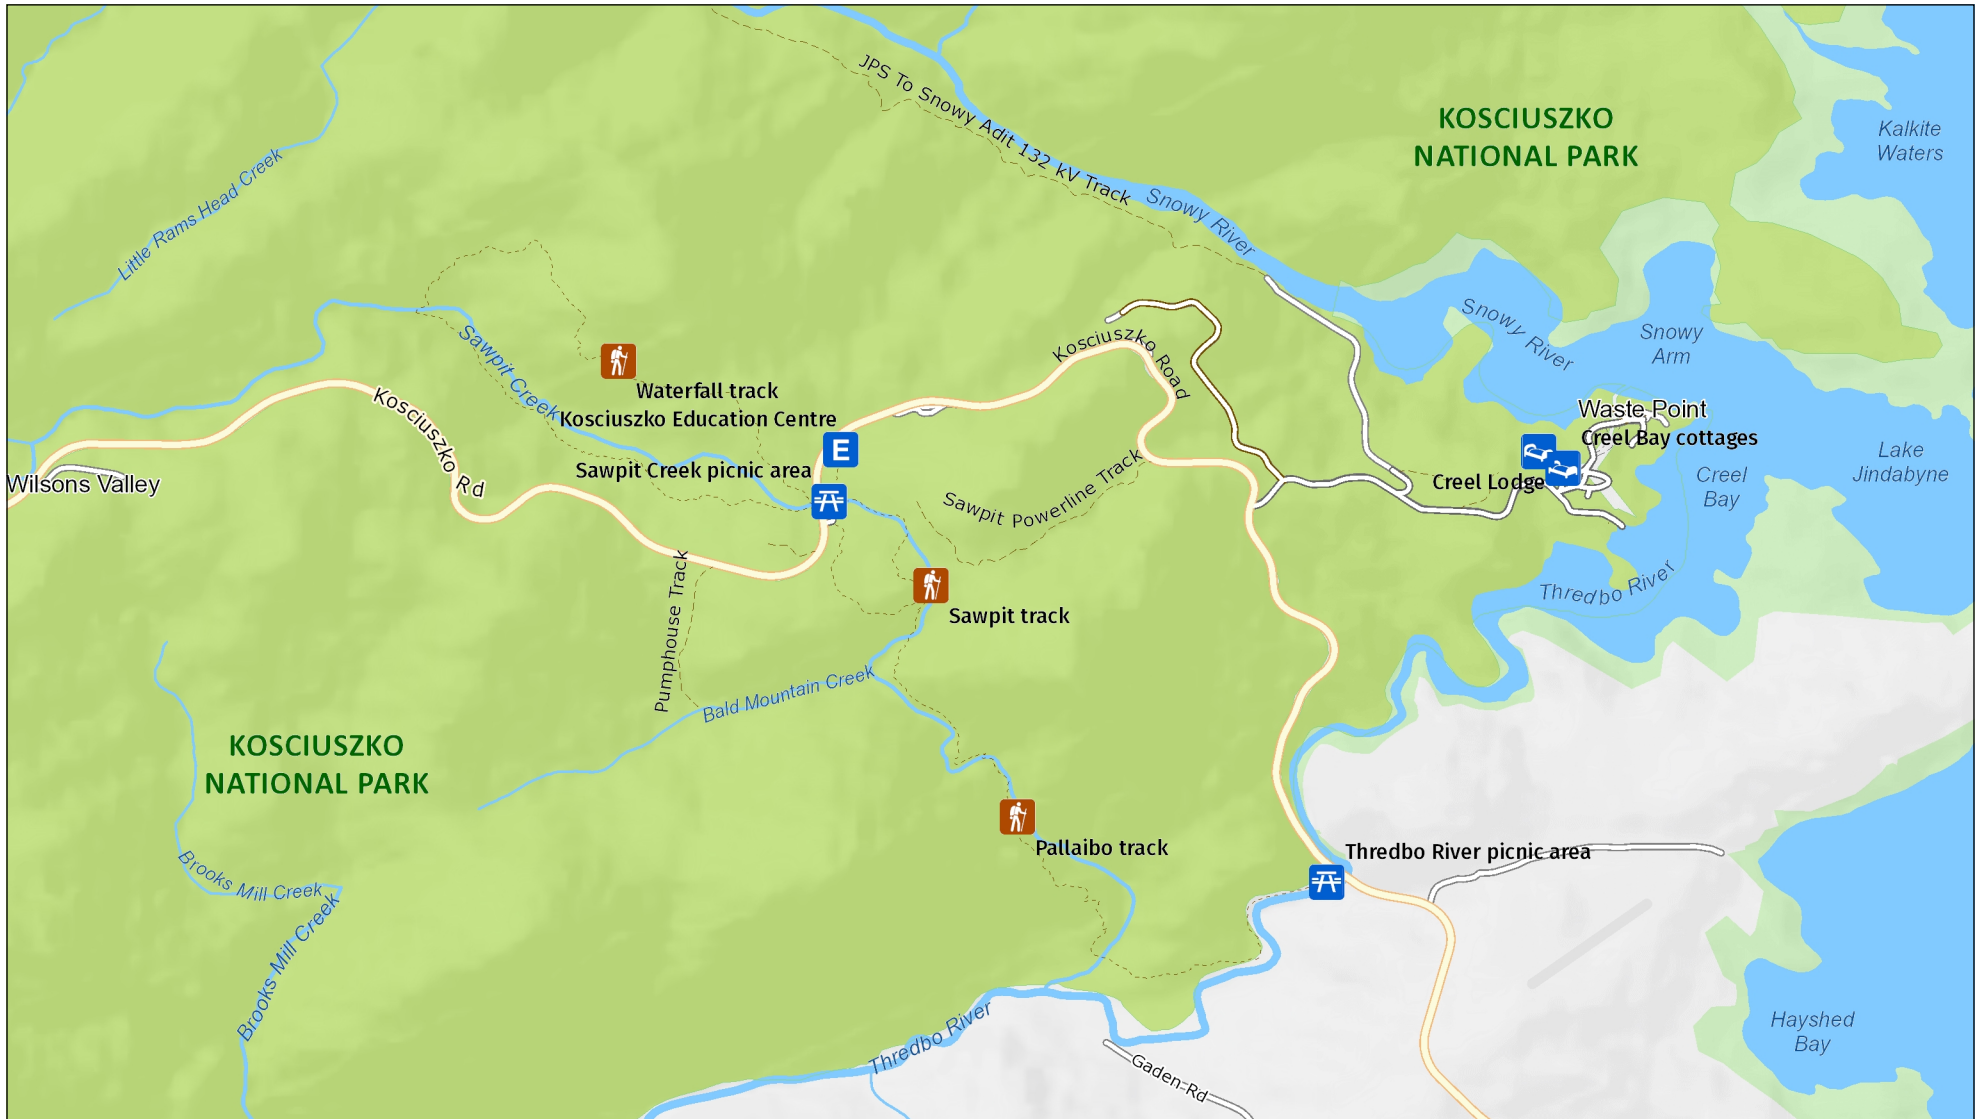 JPS To Snowy Adit 132 kV Track
KOSCIUSZKO
NATIONAL PARK
Kalkite
Waters
Little Rams Head Creek
Snowy River
Snowy River
Snowy
Arm
Sawpit Creek
Kosciuszko Road
Waterfall track
Kosciuszko Education Centre
E
Kosciuszko Rd
Waste Point
Creel Bay cottages
Lake
Jindabyne
Sawpit Creek picnic area
Wilsons Valley
Creel Lodge
Creel
Bay
Sawpit Powerline Track
Pumphouse Track
Thredbo River
Sawpit track
Bald Mountain Creek
KOSCIUSZKO
NATIONAL PARK
Pallaibo track
Thredbo River picnic area
Brooks Mill Creek
Brooks Mill Creek
Thredbo River
Hayshed
Bay
Gaden Rd